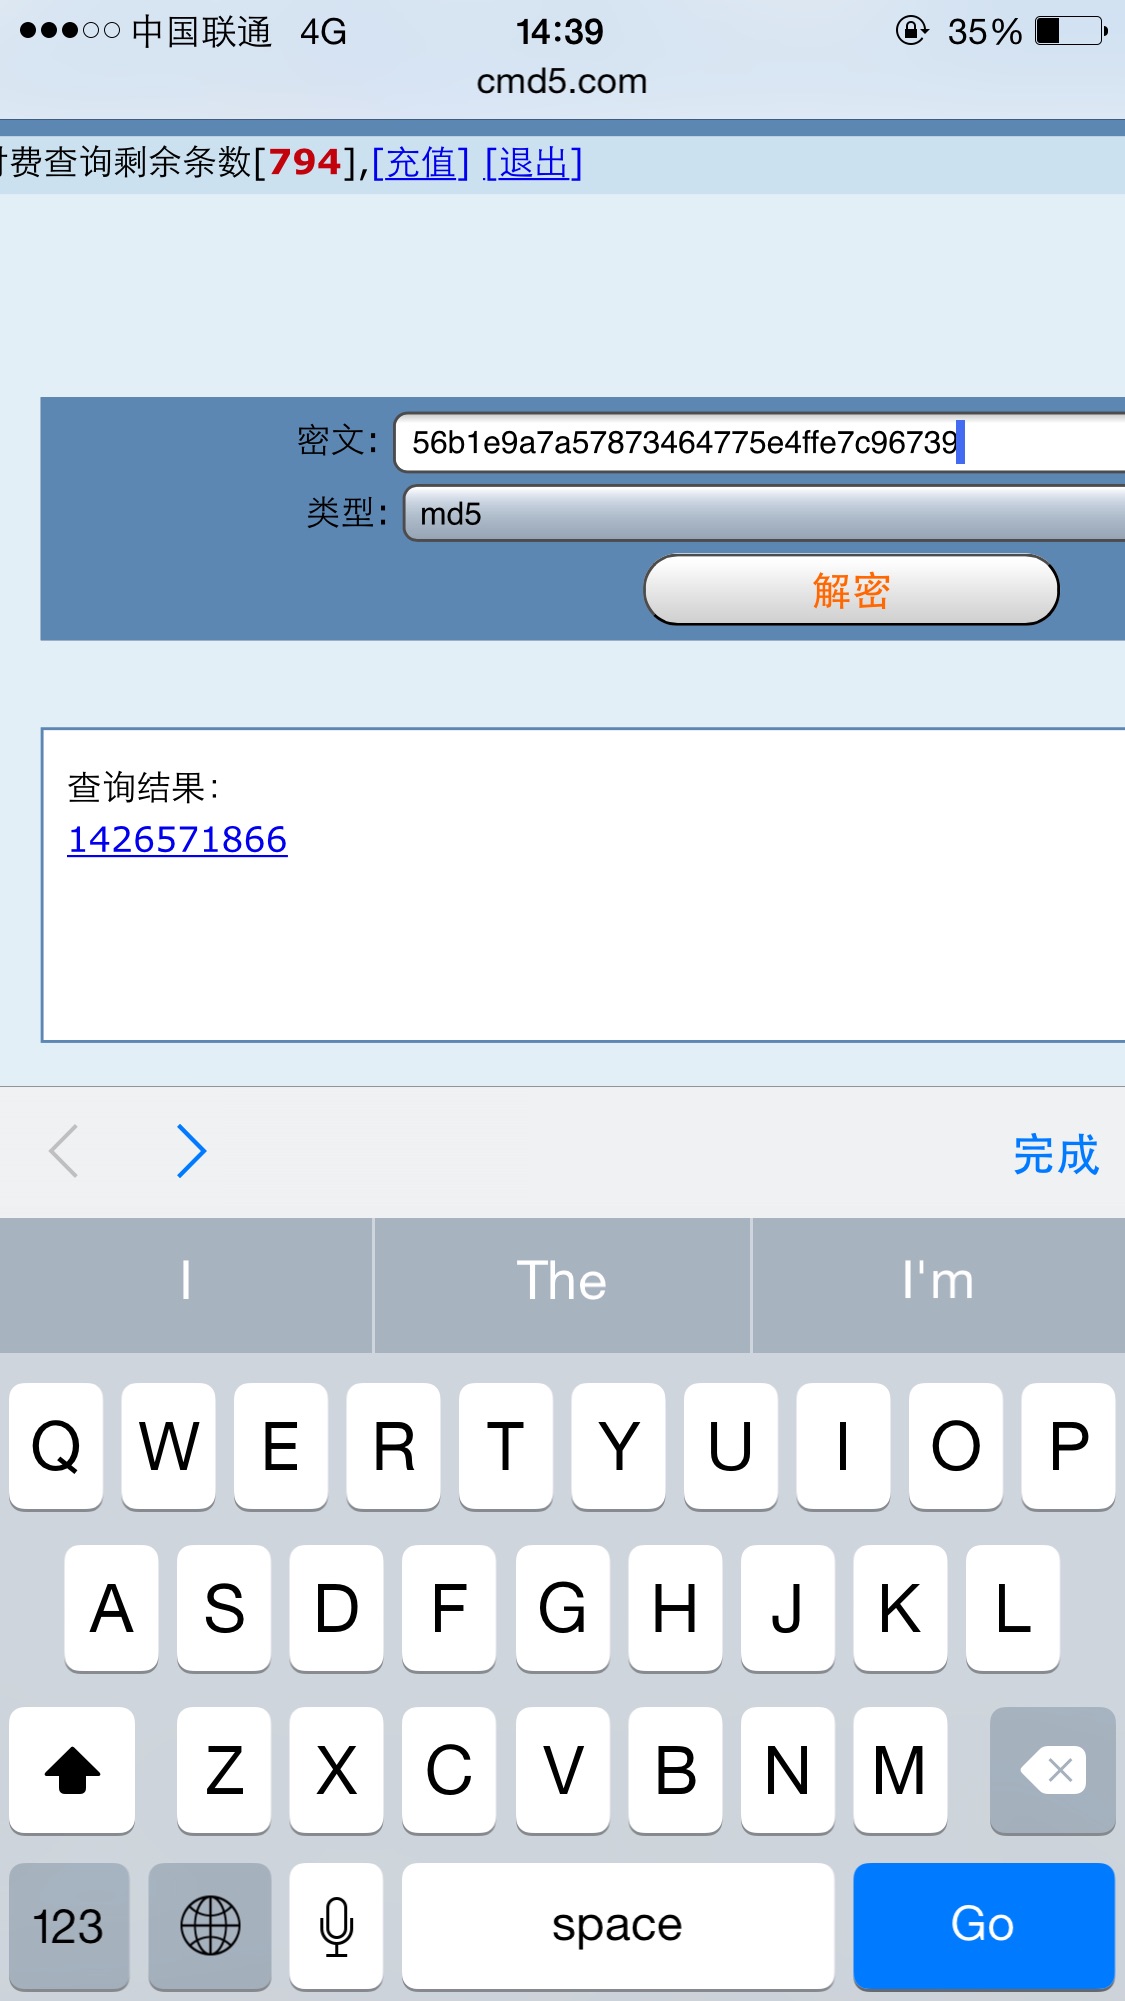 中国联通 4G 14:39 35%
cmd5.com
费查询剩余条数[794],[充值] [退出]
密文: 56b1e9a7a57873464775e4ffe7c96739
类型: md5
解密
查询结果:
1426571866
完成
I The I'm
Q W E R T Y U I O P
A S D F G H J K L
Z X C V B N M
123 space Go